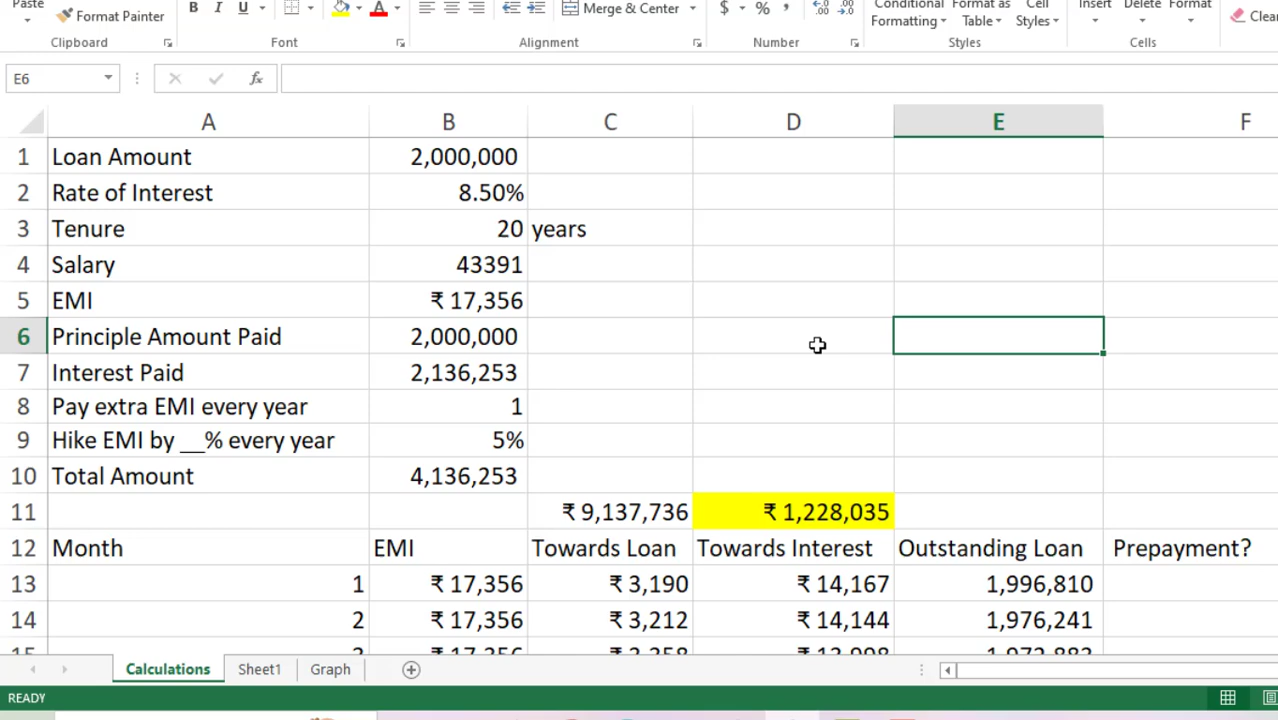 Paste
Format Painter
B I U A
Merge & Center
$ % , .00
Conditional Format as Cell
Formatting Table Styles
Insert Delete Format
Clear
Clipboard Font Alignment Number Styles Cells
E6 fx
A B C D E F
1 Loan Amount 2,000,000
2 Rate of Interest 8.50%
3 Tenure 20 years
4 Salary 43391
5 EMI ₹ 17,356
6 Principle Amount Paid 2,000,000
7 Interest Paid 2,136,253
8 Pay extra EMI every year 1
9 Hike EMI by __% every year 5%
10 Total Amount 4,136,253
11 ₹ 9,137,736 ₹ 1,228,035
12 Month EMI Towards Loan Towards Interest Outstanding Loan Prepayment?
13 1 ₹ 17,356 ₹ 3,190 ₹ 14,167 1,996,810
14 2 ₹ 17,356 ₹ 3,212 ₹ 14,144 1,976,241
Calculations Sheet1 Graph
READY